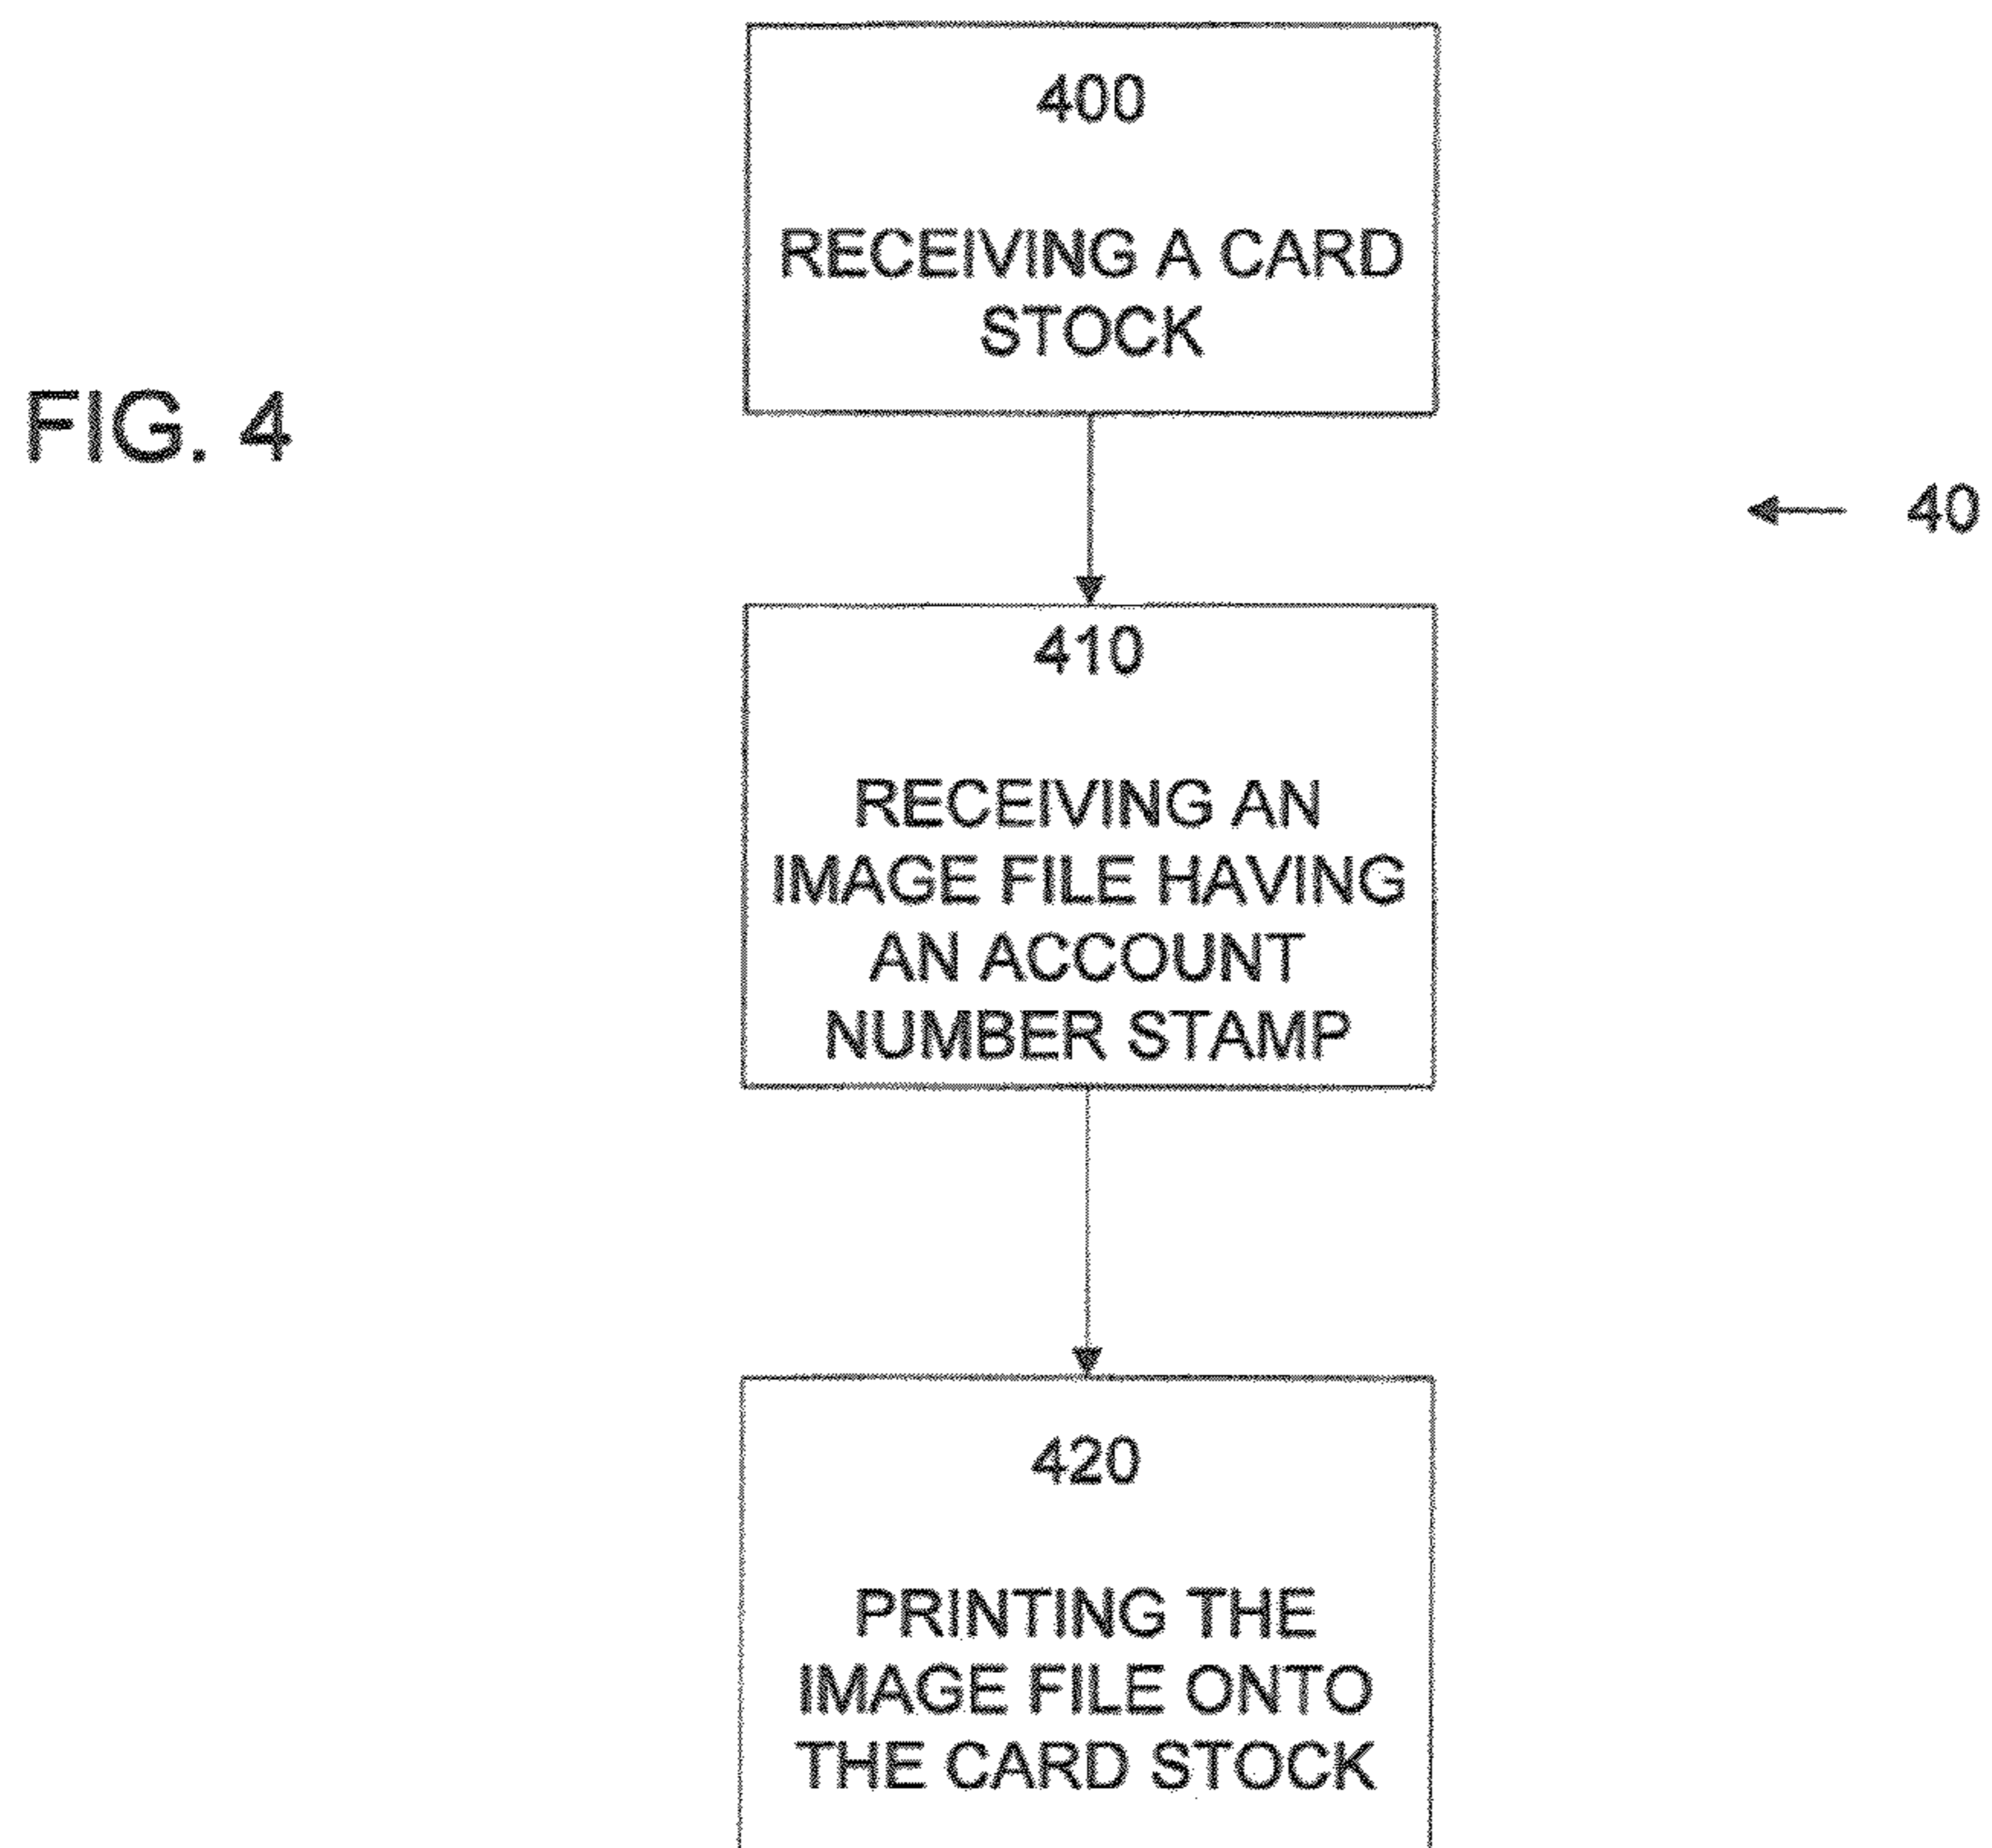 400
RECEIVING A CARD
STOCK
FIG. 4
40
410
RECEIVING AN
IMAGE FILE HAVING
AN ACCOUNT
NUMBER STAMP
420
PRINTING THE
IMAGE FILE ONTO
THE CARD STOCK